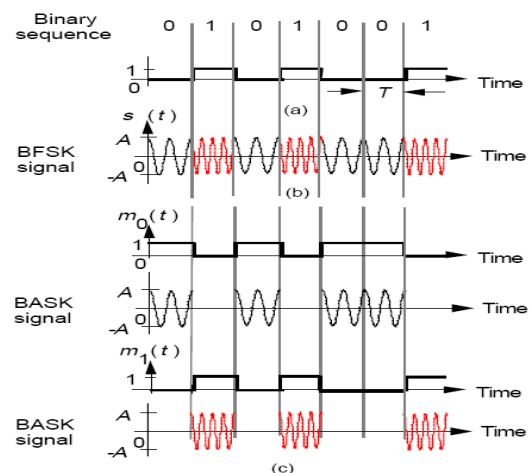 Binary sequence 0 1 0 1 0 0 1
1
0
Time
(a)
T
s (t)
A
0
-A
BFSK signal
Time
(b)
m0(t)
1
0
Time
BASK signal
A
0
-A
Time
m1(t)
1
Time
BASK signal
A
0
-A
Time
(c)